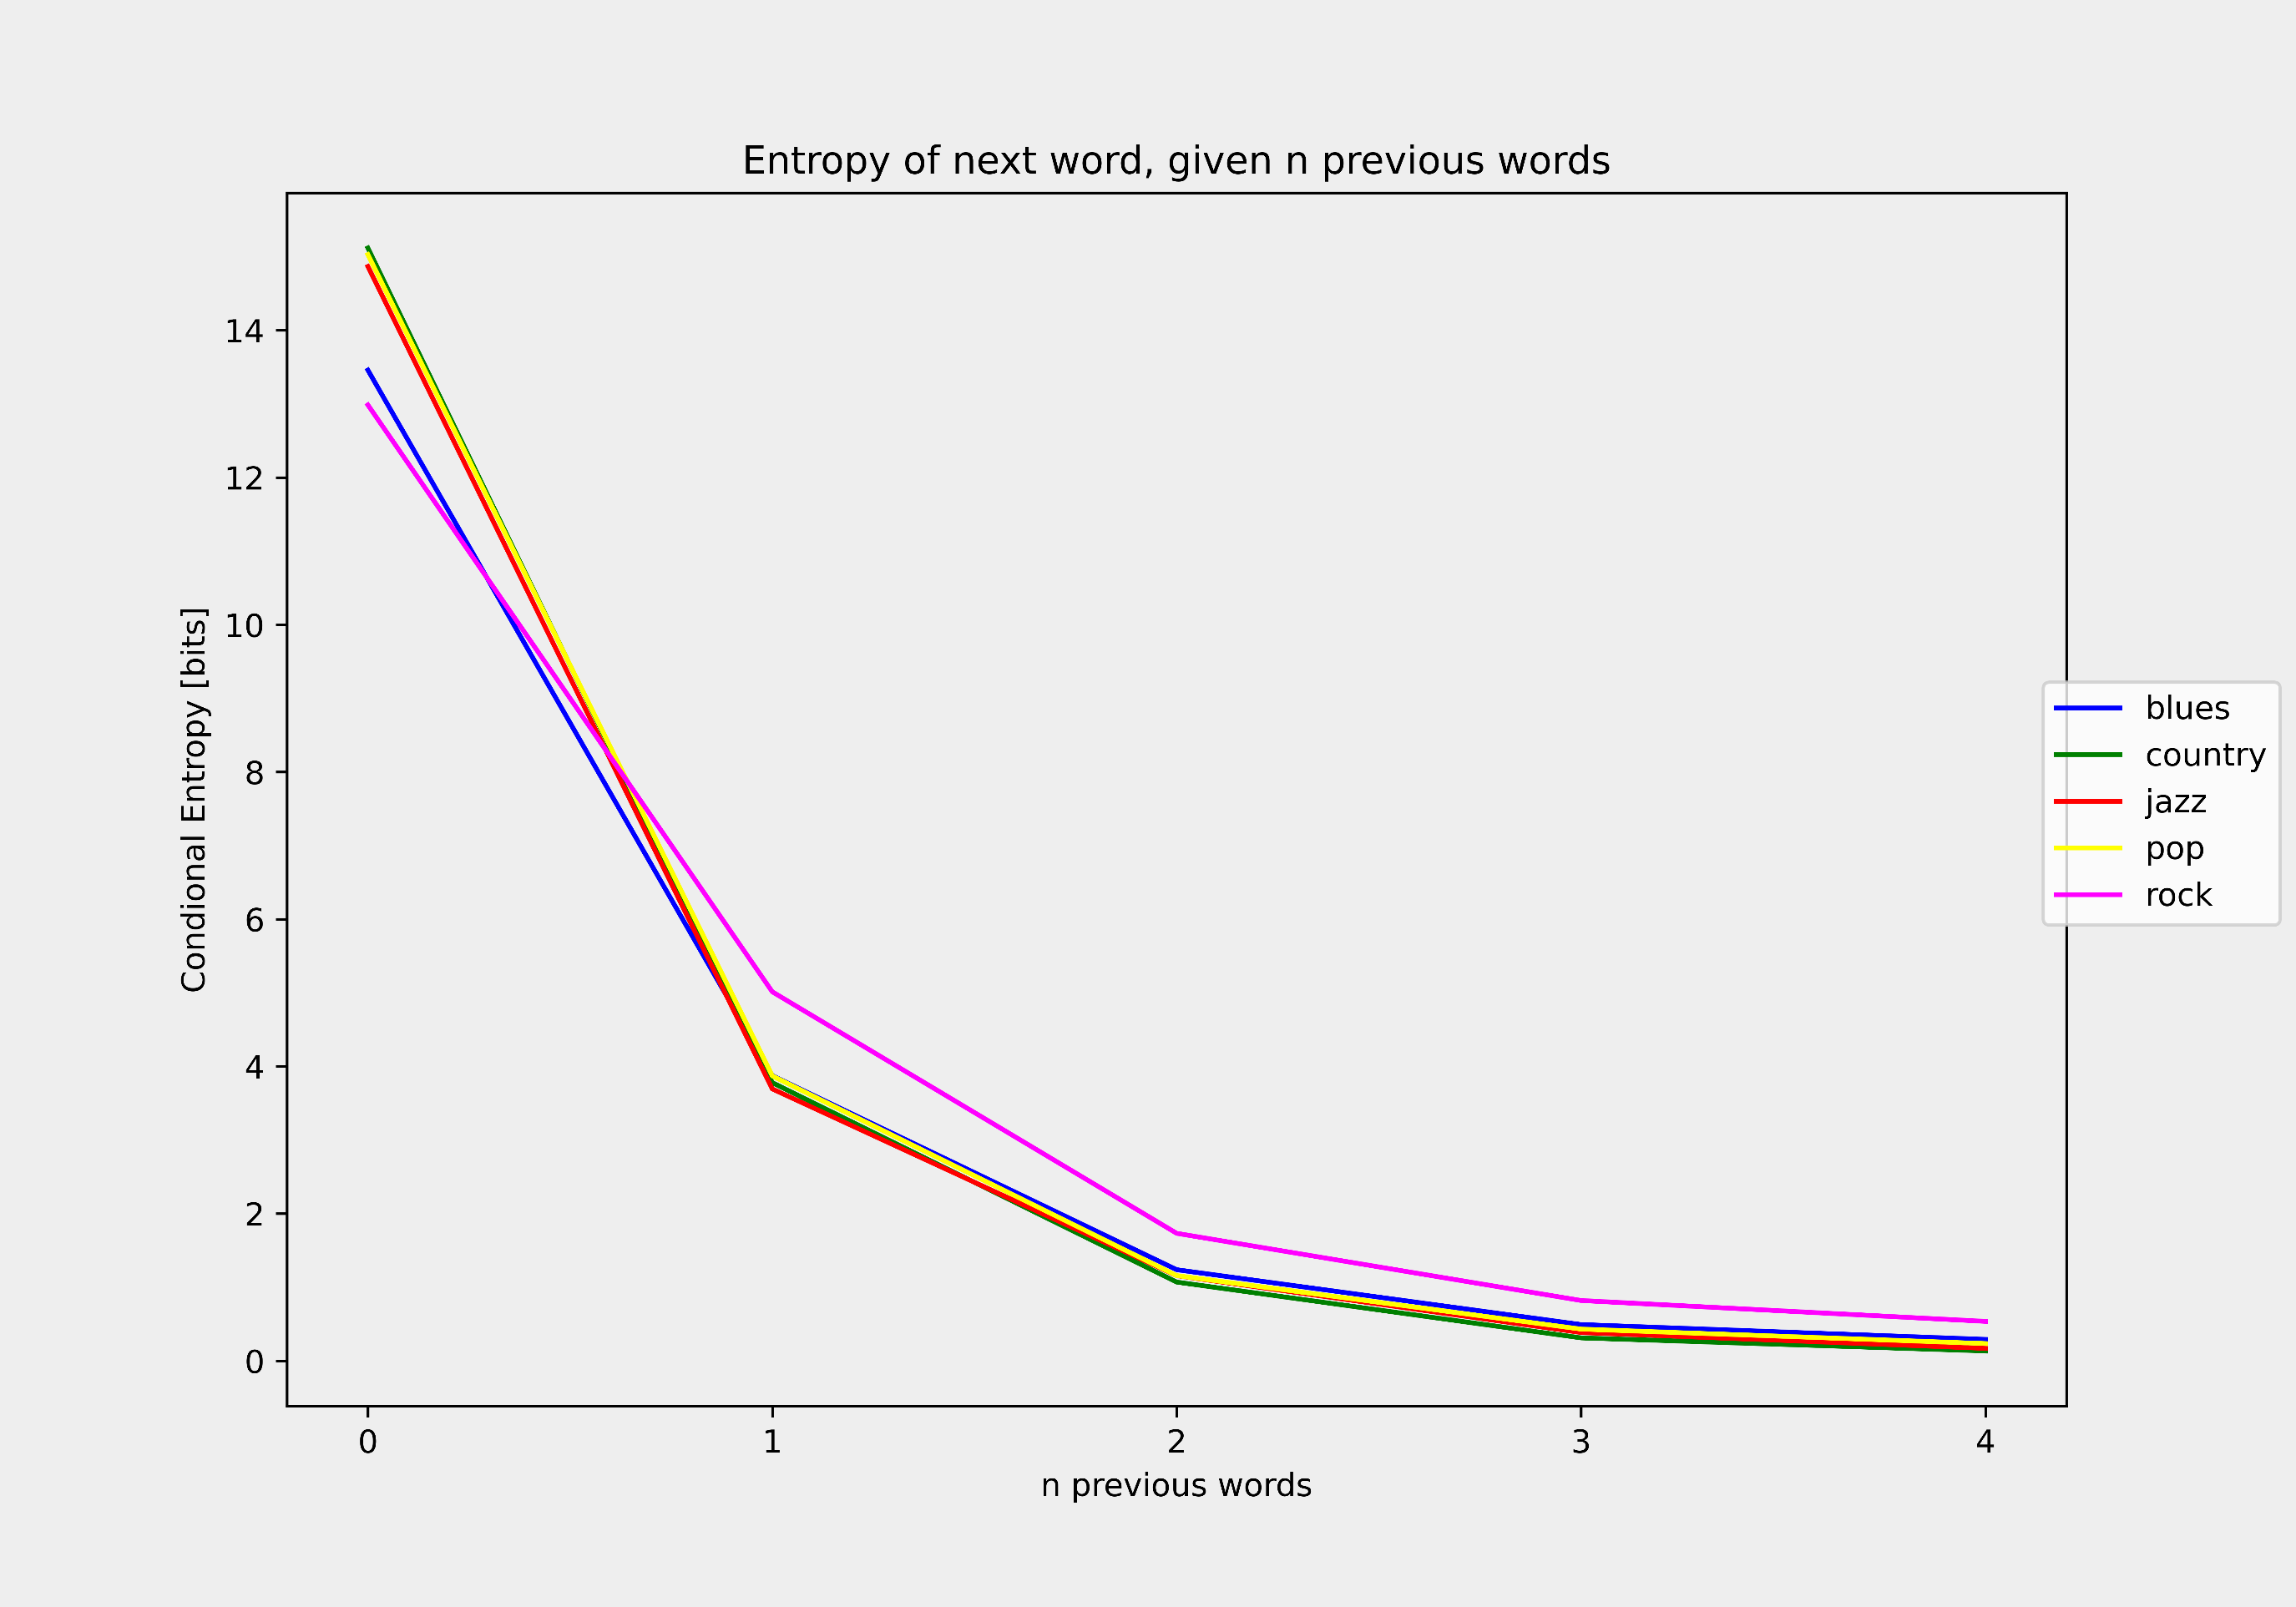 Entropy of next word, given n previous words
Condional Entropy [bits]
14
12
10
8
6
4
2
0
0 1 2 3 4
n previous words
blues
country
jazz
pop
rock